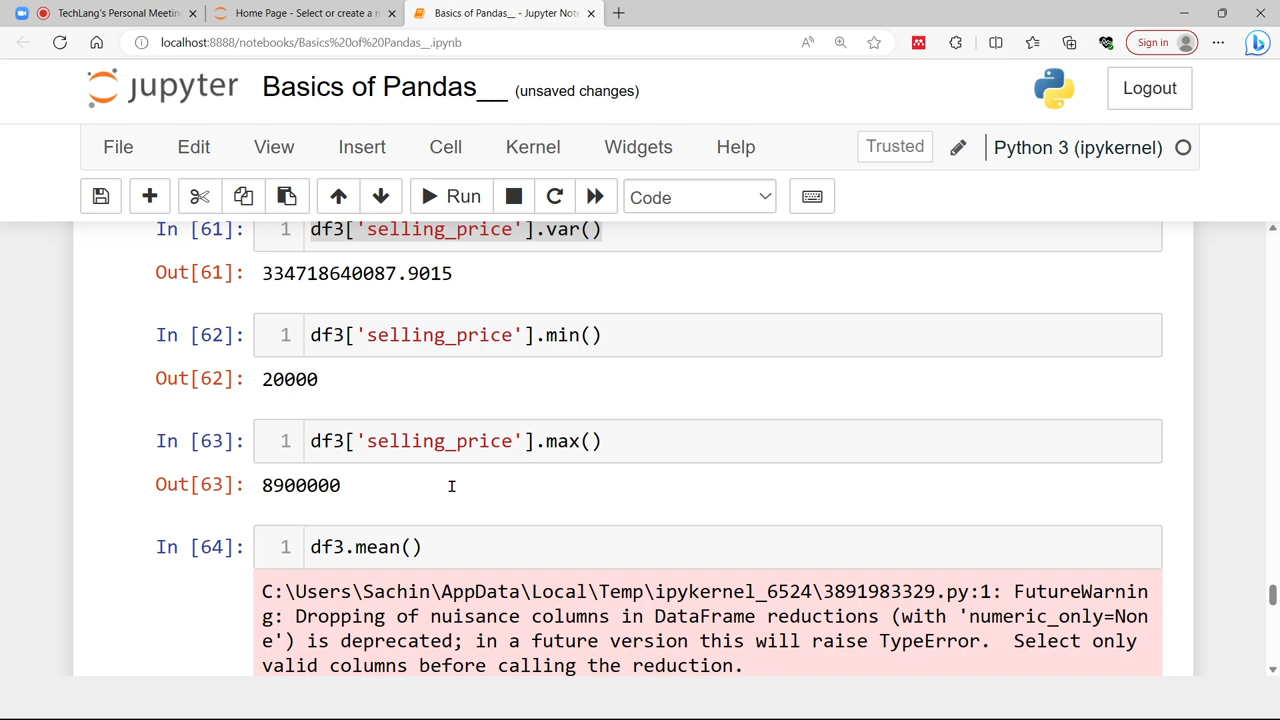 TechLang's Personal Meetin
Home Page - Select or create a n
Basics of Pandas__ - Jupyter Note
localhost:8888/notebooks/Basics%20of%20Pandas__.ipynb
Sign in
jupyter Basics of Pandas__ (unsaved changes)
Logout
File Edit View Insert Cell Kernel Widgets Help Trusted Python 3 (ipykernel)
Run Code
In [61]: 1 df3['selling_price'].var()
Out[61]: 334718640087.9015
In [62]: 1 df3['selling_price'].min()
Out[62]: 20000
In [63]: 1 df3['selling_price'].max()
Out[63]: 8900000
In [64]: 1 df3.mean()
C:\Users\Sachin\AppData\Local\Temp\ipykernel_6524\3891983329.py:1: FutureWarnin
g: Dropping of nuisance columns in DataFrame reductions (with 'numeric_only=Non
e') is deprecated; in a future version this will raise TypeError.  Select only
valid columns before calling the reduction.